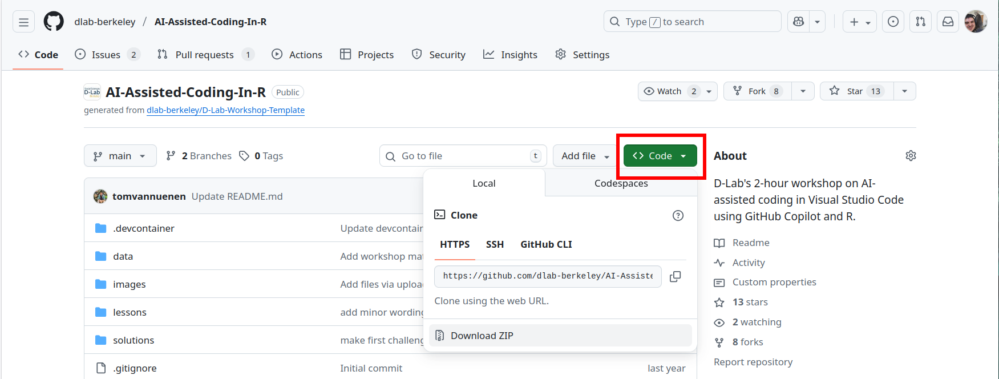 dlab-berkeley / AI-Assisted-Coding-In-R
Type / to search
Code Issues 2 Pull requests 1 Actions Projects Security Insights Settings
D-Lab AI-Assisted-Coding-In-R Public
Watch 2 Fork 8 Star 13
generated from dlab-berkeley/D-Lab-Workshop-Template
main 2 Branches 0 Tags Go to file t Add file <> Code
Local Codespaces
tomvannuenen Update README.md
Clone
HTTPS SSH GitHub CLI
https://github.com/dlab-berkeley/AI-Assiste
Clone using the web URL.
Download ZIP
.devcontainer Update devcontain
data Add workshop mat
images Add files via uploa
lessons add minor wording
solutions make first challeng
.gitignore Initial commit last year
About
D-Lab's 2-hour workshop on AI-
assisted coding in Visual Studio Code
using GitHub Copilot and R.
Readme
Activity
Custom properties
13 stars
2 watching
8 forks
Report repository